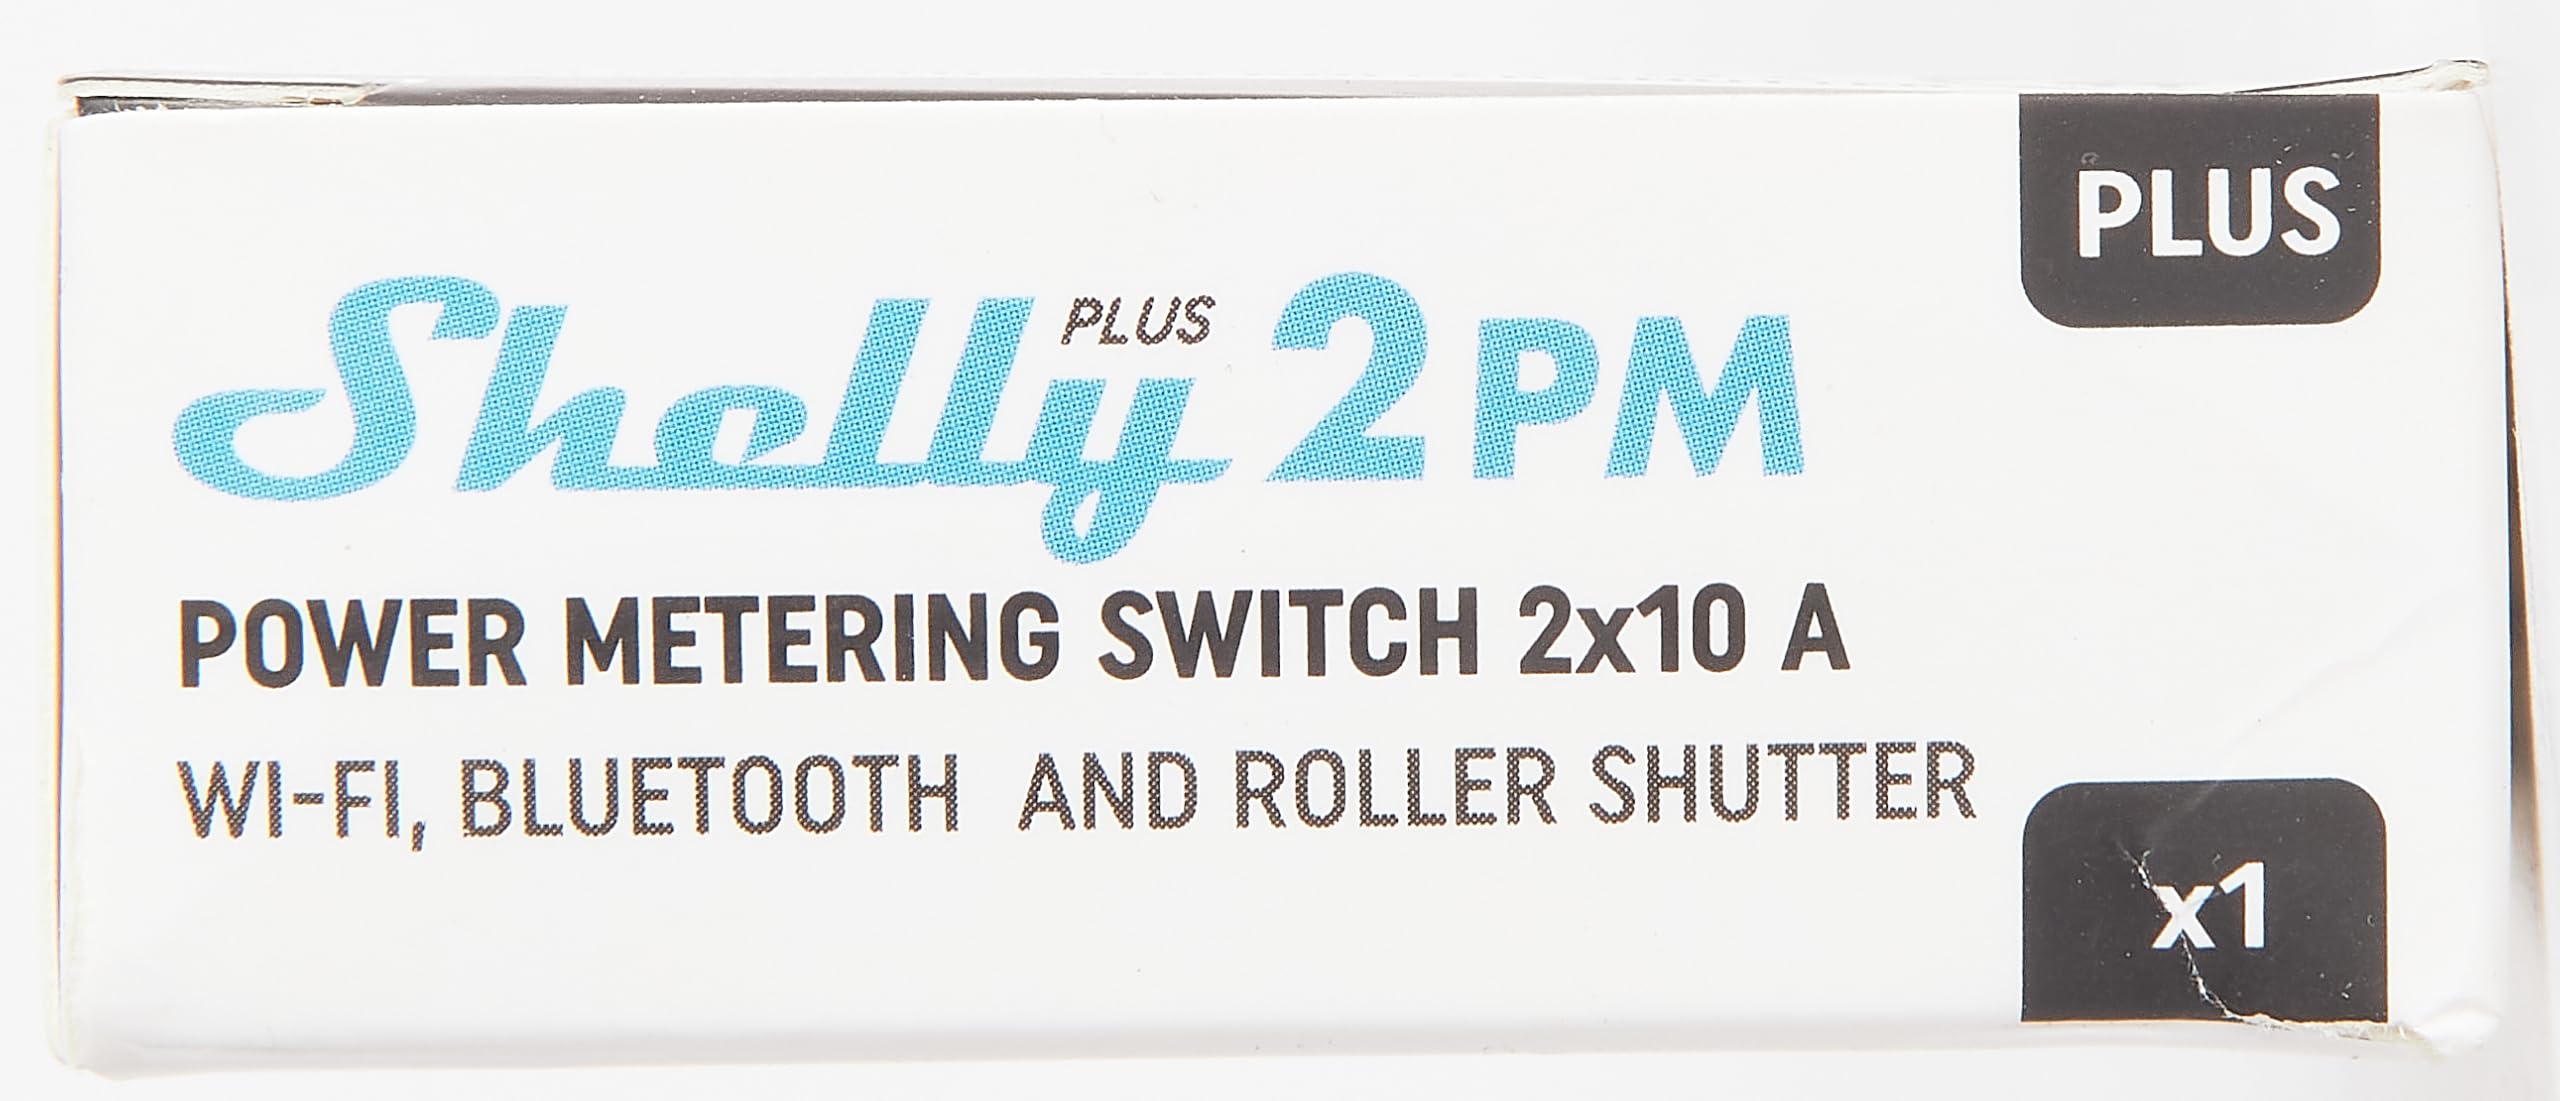 PLUS
Shelly PLUS 2PM
POWER METERING SWITCH 2x10 A
WI-FI, BLUETOOTH AND ROLLER SHUTTER
x1